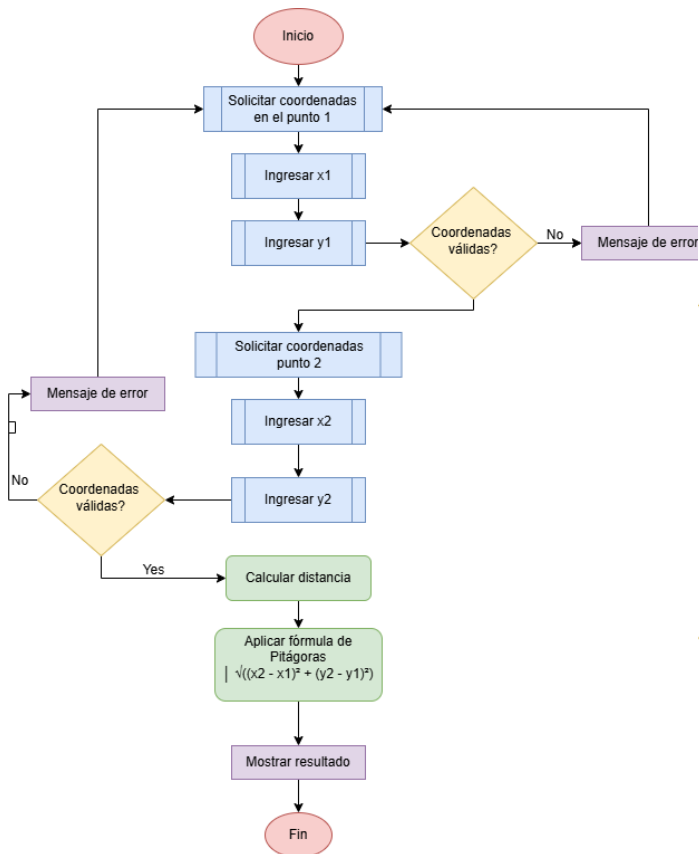 Inicio
Solicitar coordenadas
en el punto 1
Ingresar x1
Ingresar y1
Coordenadas
válidas?
No
Mensaje de error
Solicitar coordenadas
punto 2
Mensaje de error
Ingresar x2
No
Coordenadas
válidas?
Ingresar y2
Yes
Calcular distancia
Aplicar fórmula de
Pitágoras
| √((x2 - x1)² + (y2 - y1)²)
Mostrar resultado
Fin